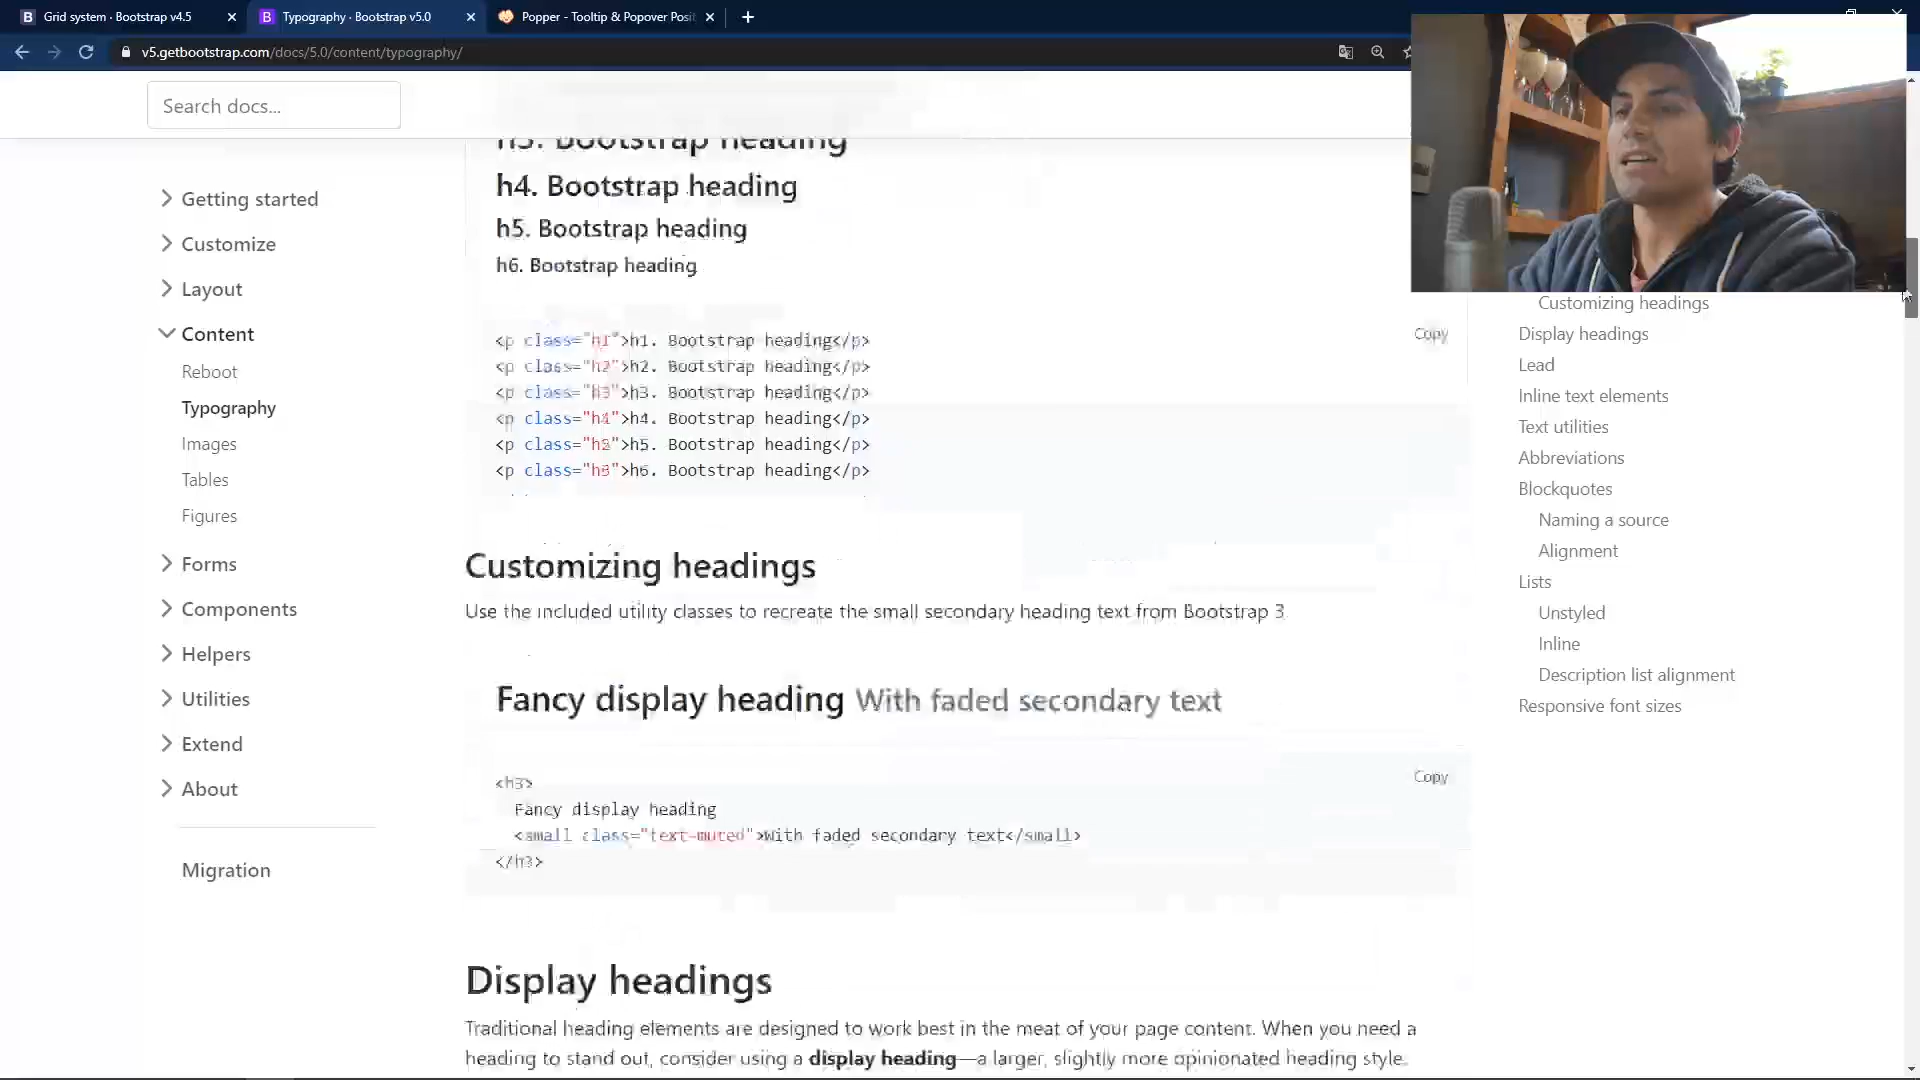 Grid system · Bootstrap v4.5
Typography · Bootstrap v5.0
Popper - Tooltip & Popover Posi
v5.getbootstrap.com/docs/5.0/content/typography/
Search docs...
Getting started
Customize
Layout
Content
Reboot
Typography
Images
Tables
Figures
Forms
Components
Helpers
Utilities
Extend
About
Migration
h3. Bootstrap heading
h4. Bootstrap heading
h5. Bootstrap heading
h6. Bootstrap heading
Copy
<p class="h1">h1. Bootstrap heading</p>
<p class="h2">h2. Bootstrap heading</p>
<p class="h3">h3. Bootstrap heading</p>
<p class="h4">h4. Bootstrap heading</p>
<p class="h5">h5. Bootstrap heading</p>
<p class="h6">h6. Bootstrap heading</p>
Customizing headings
Use the included utility classes to recreate the small secondary heading text from Bootstrap 3
Fancy display heading With faded secondary text
Copy
<h3>
Fancy display heading
<small class="text-muted">With faded secondary text</small>
</h3>
Display headings
Traditional heading elements are designed to work best in the meat of your page content. When you need a
heading to stand out, consider using a display heading—a larger, slightly more opinionated heading style.
Customizing headings
Display headings
Lead
Inline text elements
Text utilities
Abbreviations
Blockquotes
Naming a source
Alignment
Lists
Unstyled
Inline
Description list alignment
Responsive font sizes